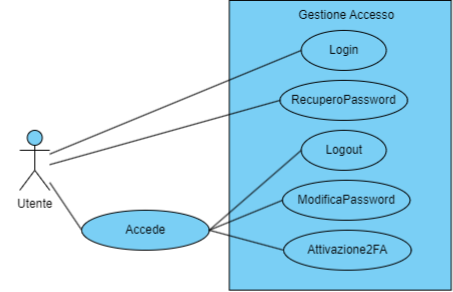 Gestione Accesso
Login
RecuperoPassword
Logout
Utente
ModificaPassword
Accede
Attivazione2FA